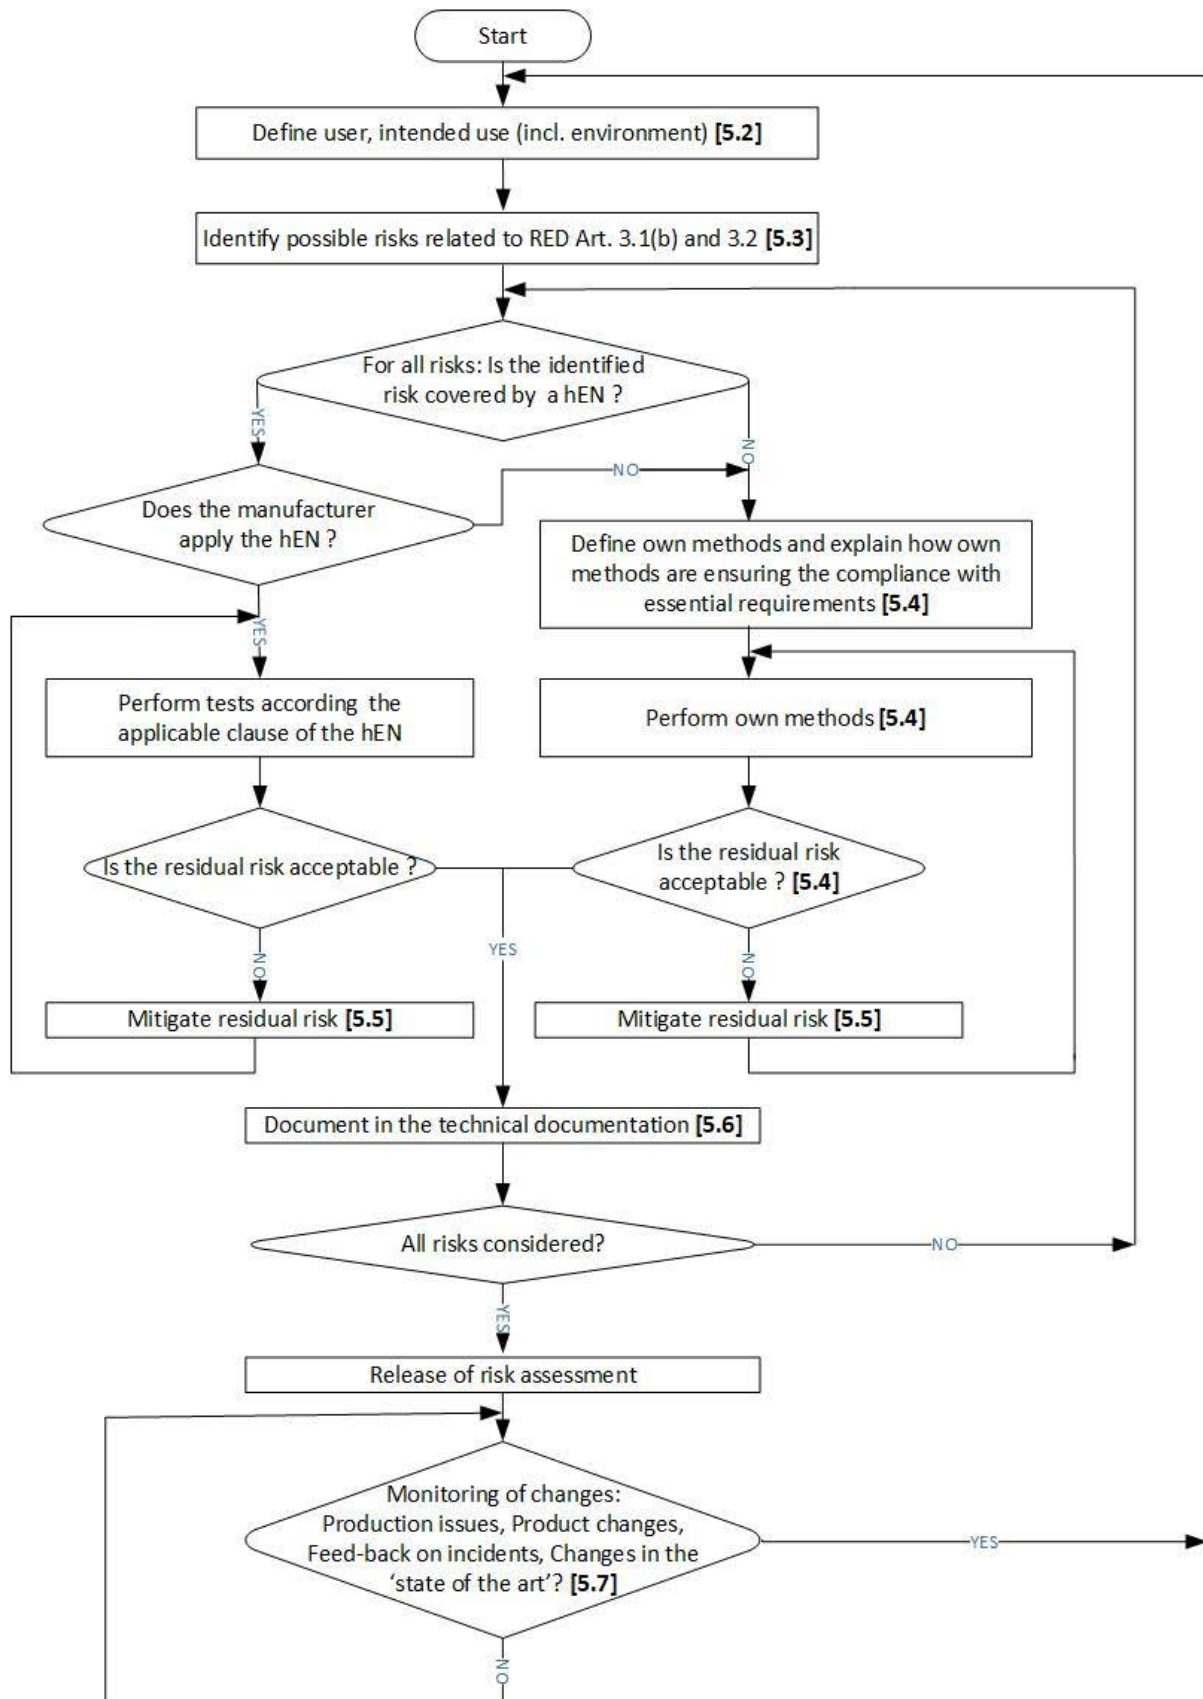 Start
Define user, intended use (incl. environment) [5.2]
Identify possible risks related to RED Art. 3.1(b) and 3.2 [5.3]
For all risks: Is the identified
risk covered by a hEN ?
YES
NO
Does the manufacturer
apply the hEN ?
NO
Define own methods and explain how own
methods are ensuring the compliance with
essential requirements [5.4]
YES
Perform tests according the
applicable clause of the hEN
Perform own methods [5.4]
Is the residual risk acceptable ?
Is the residual risk
acceptable ? [5.4]
NO
YES
NO
Mitigate residual risk [5.5]
Mitigate residual risk [5.5]
Document in the technical documentation [5.6]
All risks considered?
NO
YES
Release of risk assessment
Monitoring of changes:
Production issues, Product changes,
Feed-back on incidents, Changes in the
‘state of the art’? [5.7]
YES
NO